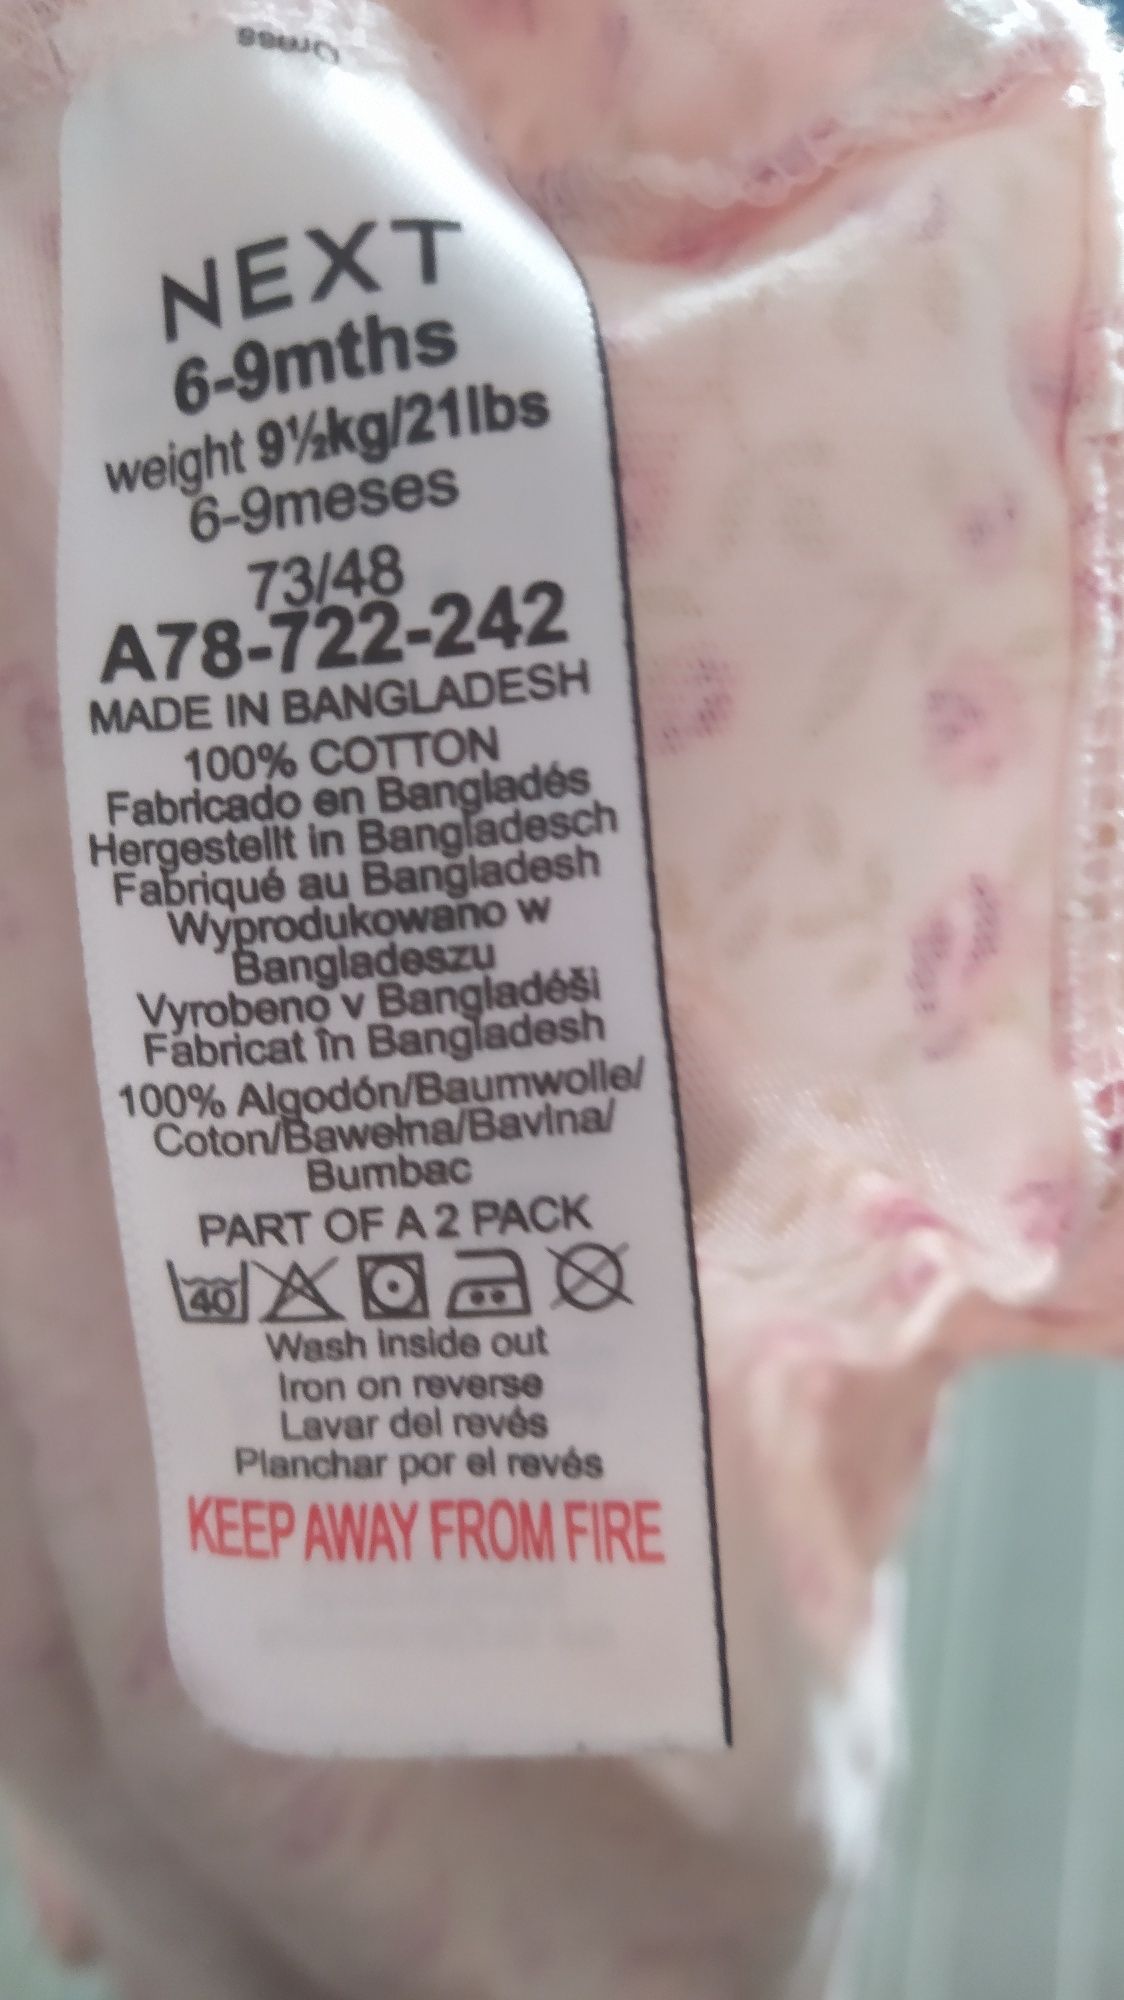 NEXT
6-9mths
weight 9½kg/21lbs
6-9meses
73/48
A78-722-242
MADE IN BANGLADESH
100% COTTON
Fabricado en Bangladés
Hergestellt in Bangladesch
Fabriqué au Bangladesh
Wyprodukowano w
Bangladeszu
Vyrobeno v Bangladéši
Fabricat în Bangladesh
100% Algodón/Baumwolle/
Coton/Bawełna/Bavlna/
Bumbac
PART OF A 2 PACK
40
Wash inside out
Iron on reverse
Lavar del revés
Planchar por el revés
KEEP AWAY FROM FIRE